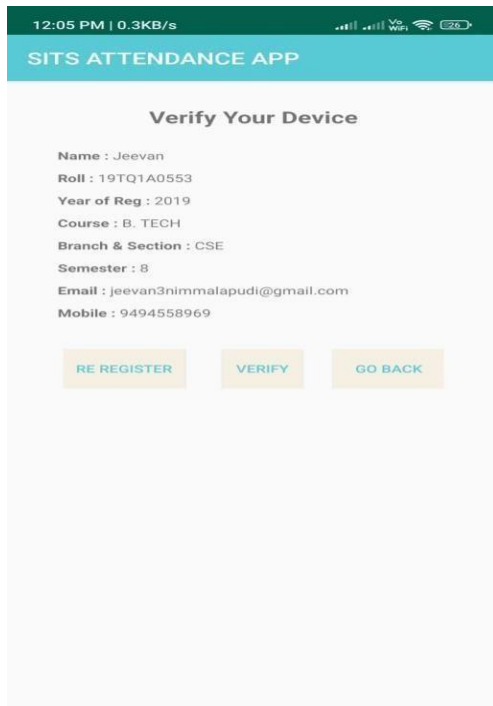 12:05 PM | 0.3KB/s Vo WiFi 26
SITS ATTENDANCE APP
Verify Your Device
Name : Jeevan
Roll : 19TQ1A0553
Year of Reg : 2019
Course : B. TECH
Branch & Section : CSE
Semester : 8
Email : jeevan3nimmalapudi@gmail.com
Mobile : 9494558969
RE REGISTER VERIFY GO BACK